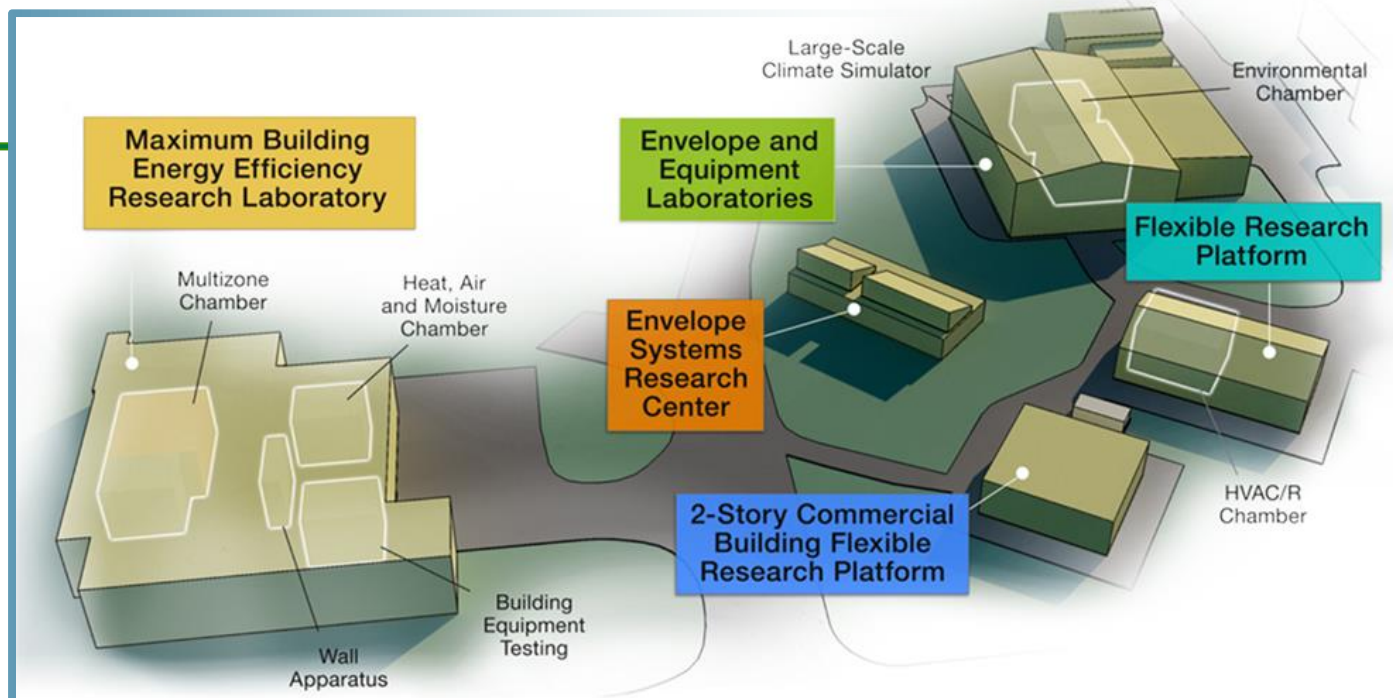 Maximum Building
Energy Efficiency
Research Laboratory
Multizone
Chamber
Heat, Air
and Moisture
Chamber
Wall
Apparatus
Building
Equipment
Testing
Large-Scale
Climate Simulator
Environmental
Chamber
Envelope and
Equipment
Laboratories
Flexible Research
Platform
Envelope
Systems
Research
Center
HVAC/R
Chamber
2-Story Commercial
Building Flexible
Research Platform